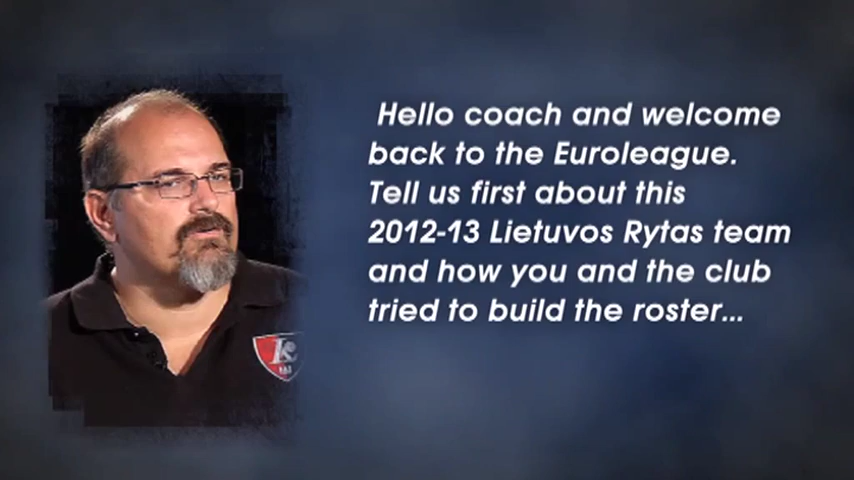 Hello coach and welcome
back to the Euroleague.
Tell us first about this
2012-13 Lietuvos Rytas team
and how you and the club
tried to build the roster...